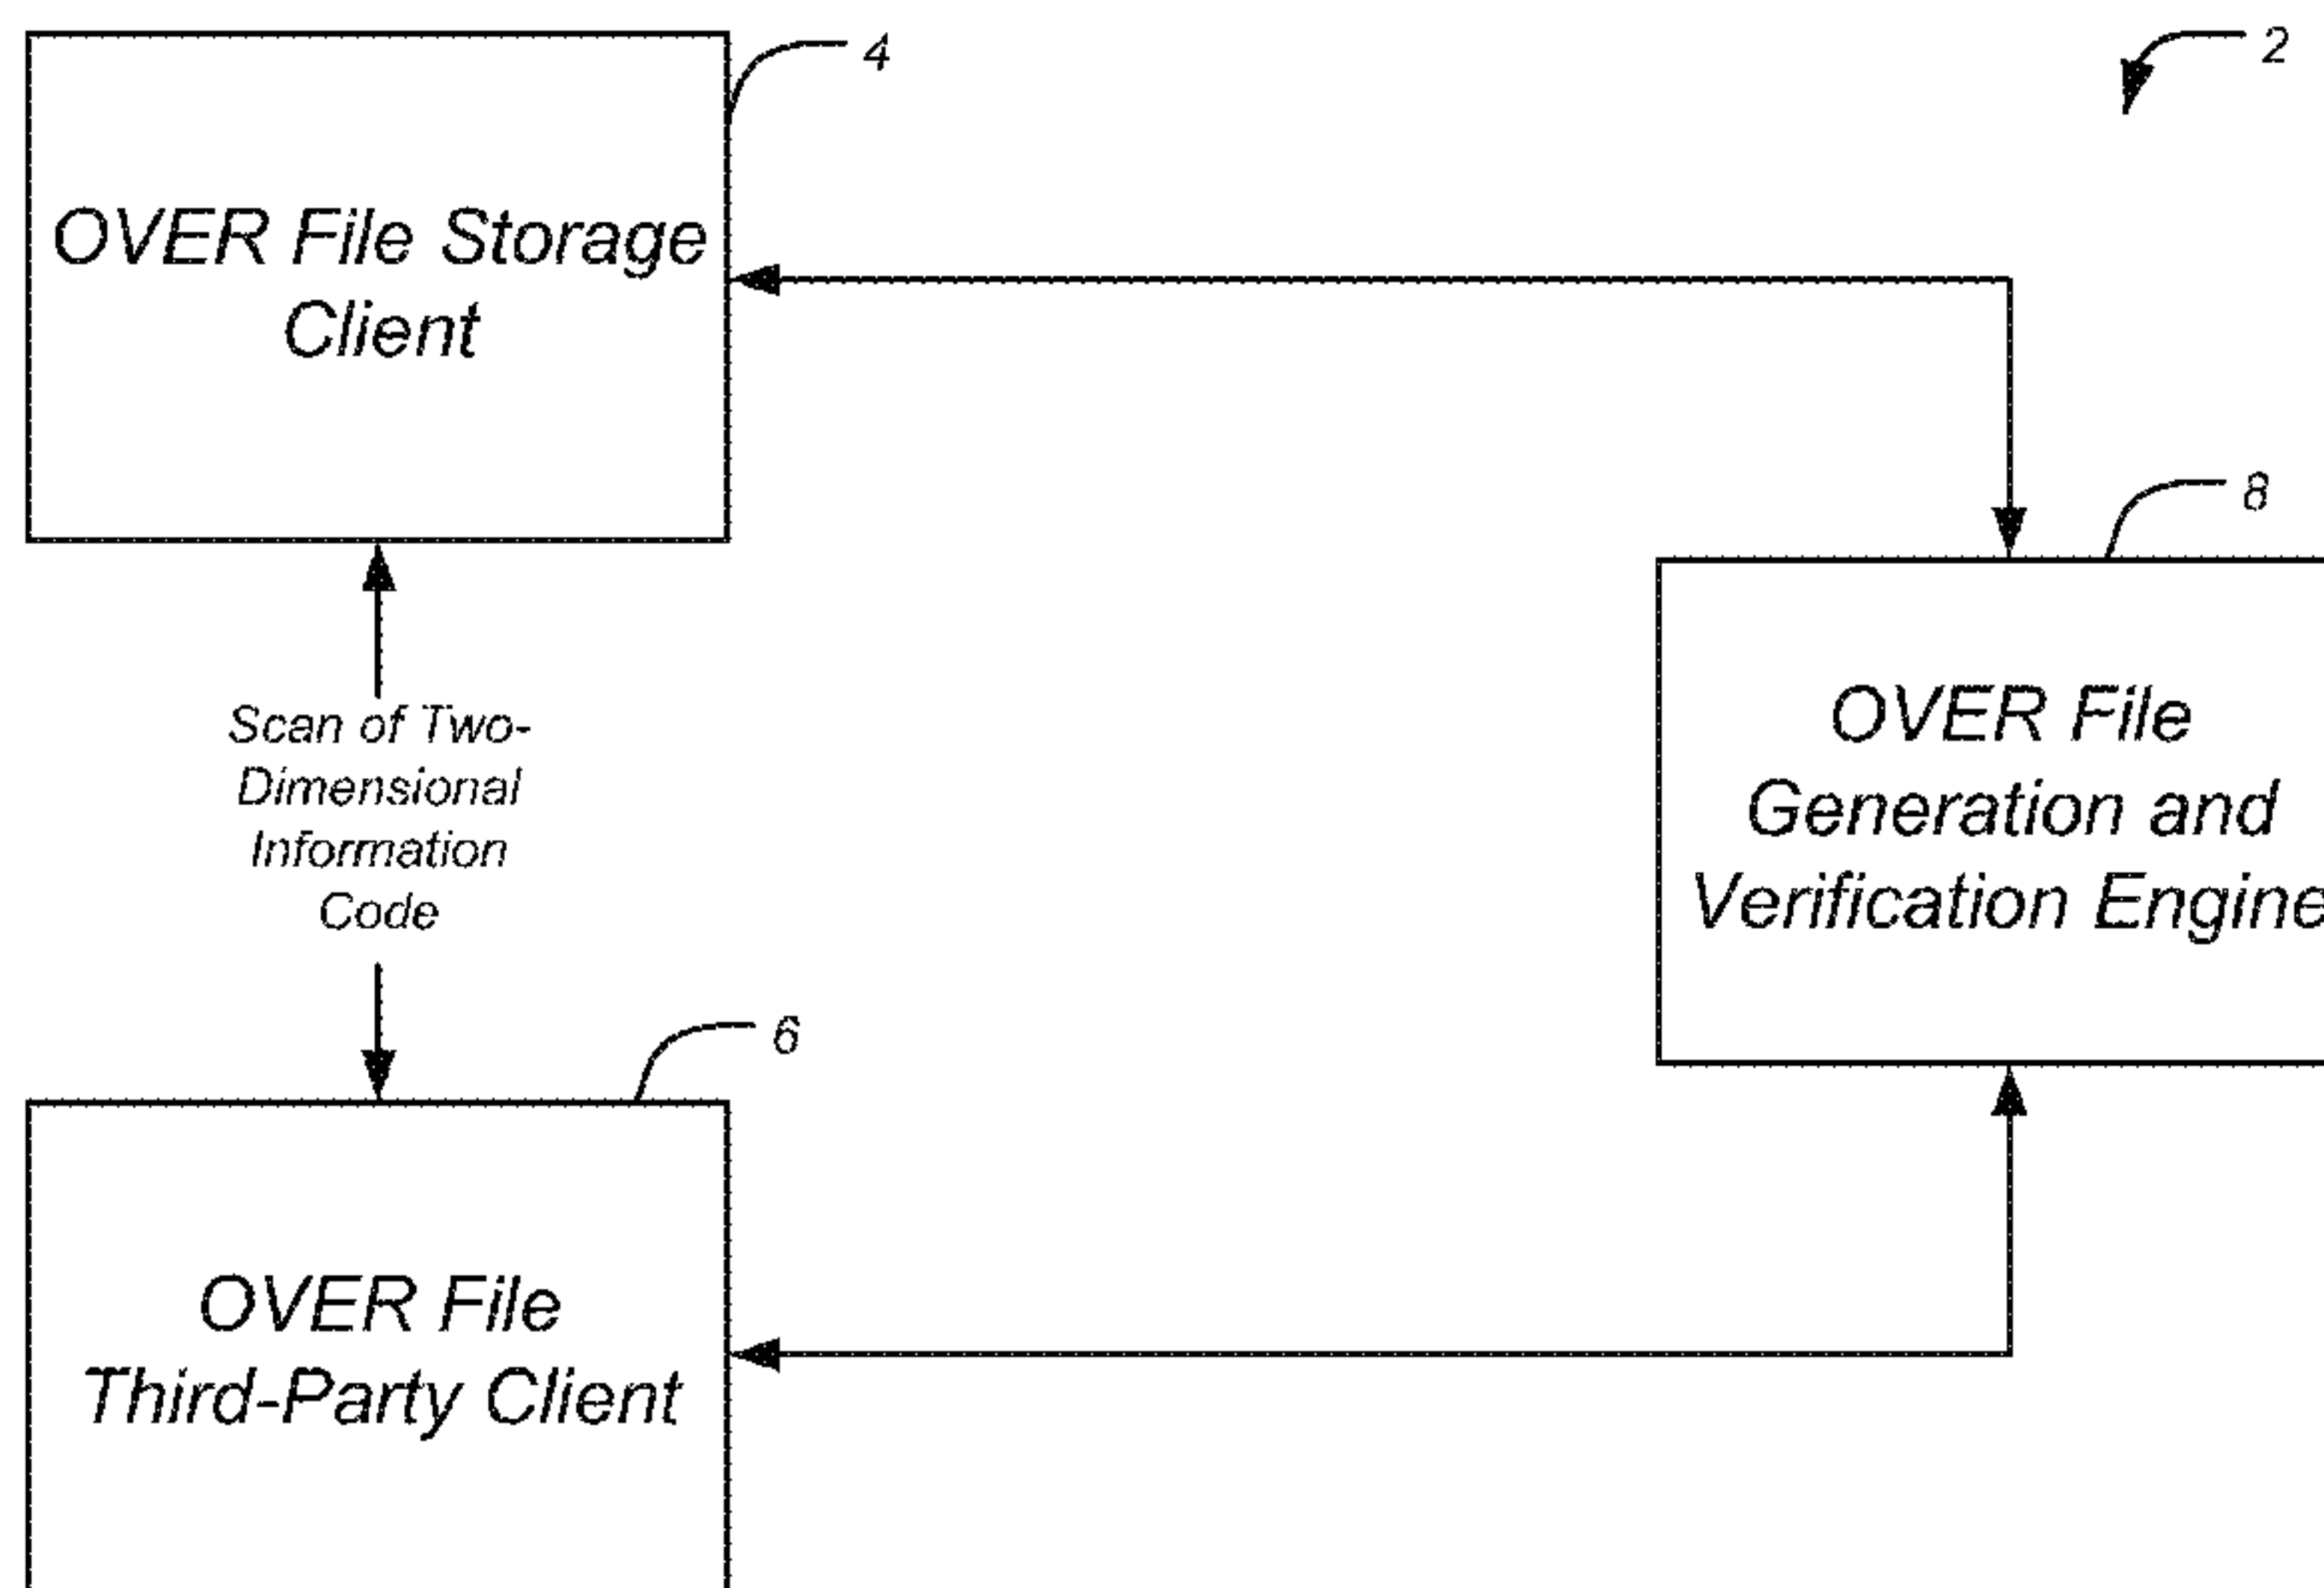 4
2
OVER File Storage
Client
8
Scan of Two-
Dimensional
Information
Code
OVER File
Generation and
Verification Engine
6
OVER File
Third-Party Client